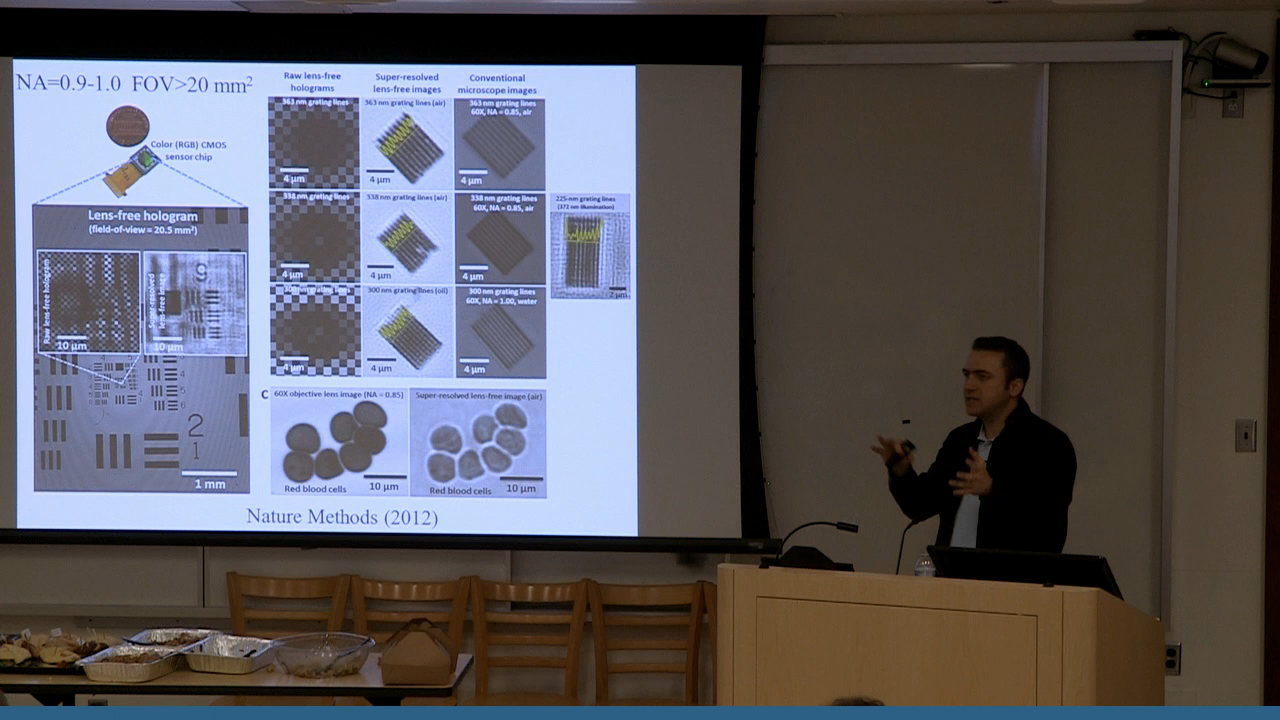 NA=0.9-1.0 FOV>20 mm²
Color (RGB) CMOS
sensor chip
Lens-free hologram
(field-of-view = 20.5 mm²)
Raw lens-free hologram
Super-resolved
lens-free image
9
10 µm
10 µm
2
1
1 mm
Raw lens-free
holograms
Super-resolved
lens-free images
Conventional
microscope images
363 nm grating lines
4 µm
363 nm grating lines (air)
4 µm
363 nm grating lines
60X, NA = 0.85, air
4 µm
338 nm grating lines
4 µm
338 nm grating lines (air)
4 µm
338 nm grating lines
60X, NA = 0.85, air
4 µm
225-nm grating lines
(372 nm illumination)
2 µm
300 nm grating lines
4 µm
300 nm grating lines (oil)
4 µm
300 nm grating lines
60X, NA = 1.00, water
4 µm
C
60X objective lens image (NA = 0.85)
Red blood cells
10 µm
Super-resolved lens-free image (air)
Red blood cells
10 µm
Nature Methods (2012)